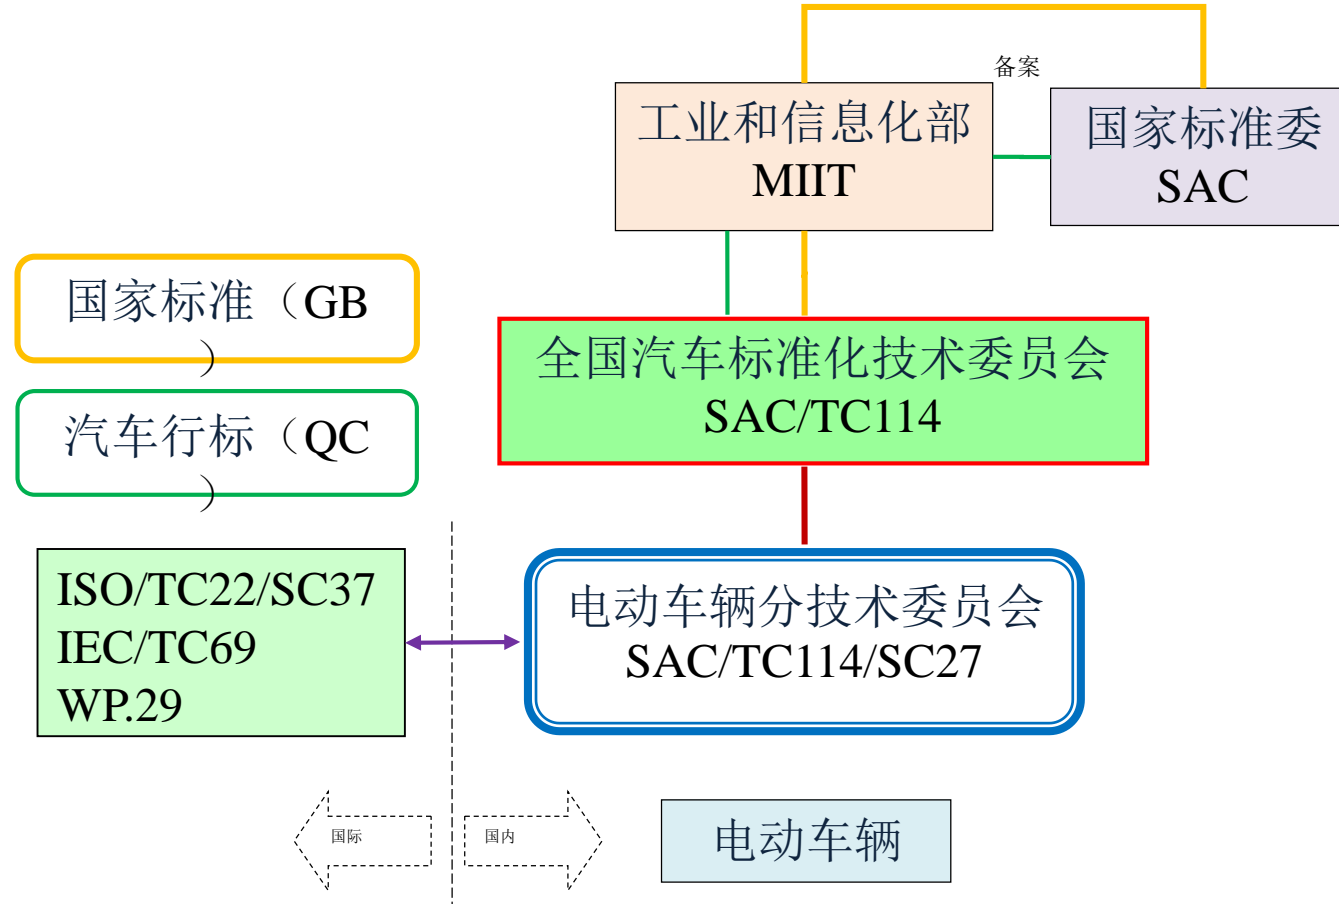 备案
工业和信息化部
MIIT
国家标准委
SAC
国家标准（GB
）
汽车行标（QC
）
全国汽车标准化技术委员会
SAC/TC114
ISO/TC22/SC37
IEC/TC69
WP.29
电动车辆分技术委员会
SAC/TC114/SC27
国际
国内
电动车辆